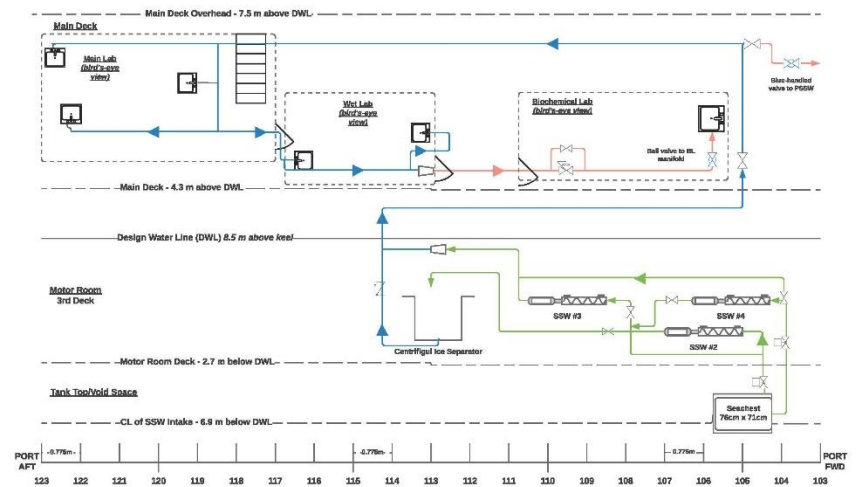 Main Deck Overhead - 7.5 m above DWL
Main Deck
Main Lab
(bird's-eye
view)
Wet Lab
(bird's-eye
view)
Biochemical Lab
(bird's-eye view)
Blue-handled
valve to PSSW
Ball valve to BL
manifold
Main Deck - 4.3 m above DWL
Design Water Line (DWL) 8.5 m above keel
Motor Room
3rd Deck
SSW #3
SSW #4
SSW #2
Centrifugul Ice Separator
Motor Room Deck - 2.7 m below DWL
Tank Top/Void Space
Seachest
76cm x 71cm
CL of SSW Intake - 6.9 m below DWL
PORT
AFT
-0.775m-
-0.775m-
0.775m
PORT
FWD
123 122 121 120 119 118 117 116 115 114 113 112 111 110 109 108 107 106 105 104 103